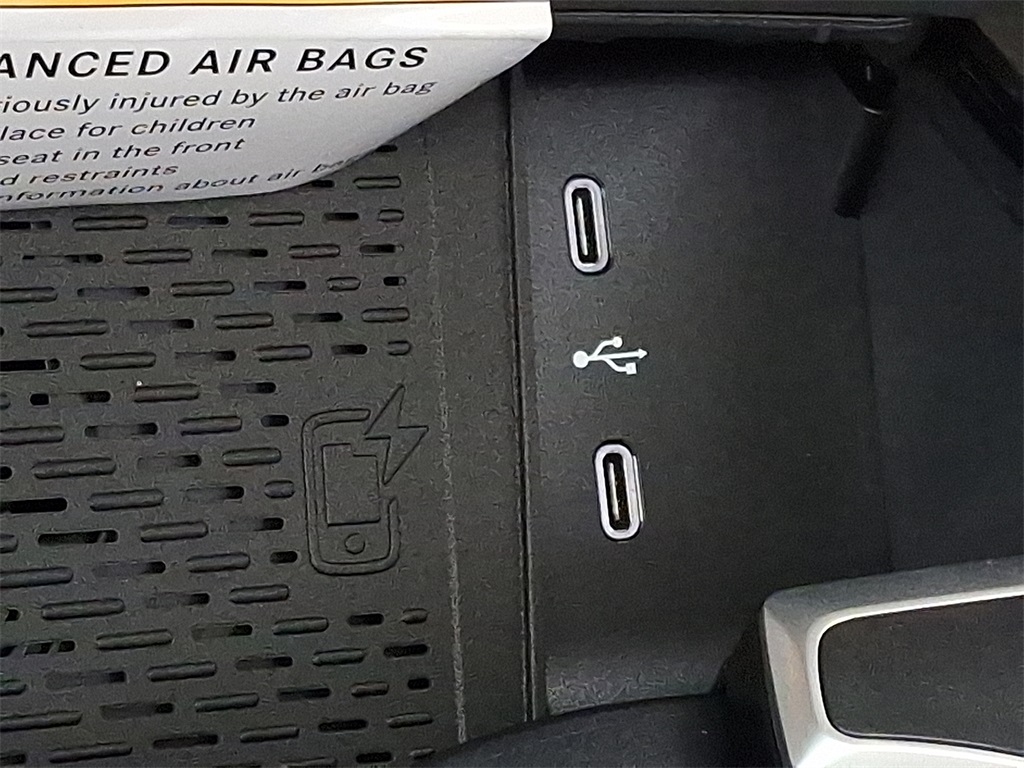 ANCED AIR BAGS
riously injured by the air bag
lace for children
seat in the front
d restraints
nformation about air